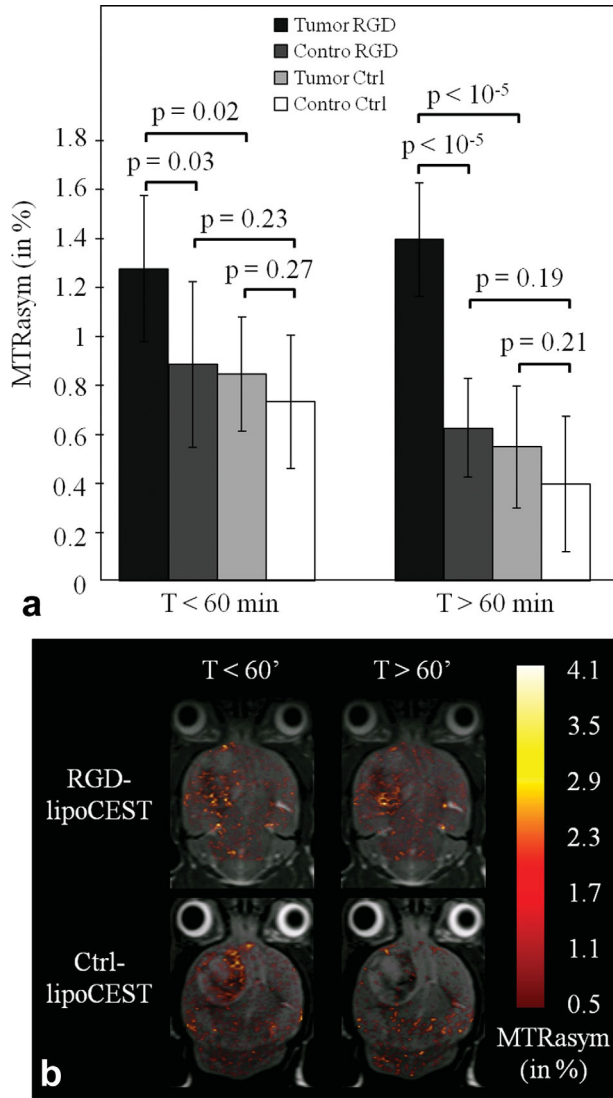 Tumor RGD
Contro RGD
Tumor Ctrl
Contro Ctrl
MTRasym (in %)
1.8
1.6
1.4
1.2
1
0.8
0.6
0.4
0.2
0
p = 0.02
p = 0.03
p = 0.23
p = 0.27
p < 10⁻⁵
p < 10⁻⁵
p = 0.19
p = 0.21
T < 60 min
T > 60 min
a
T < 60’
T > 60’
RGD-
lipoCEST
Ctrl-
lipoCEST
4.1
3.5
2.9
2.3
1.7
1.1
0.5
MTRasym
(in %)
b